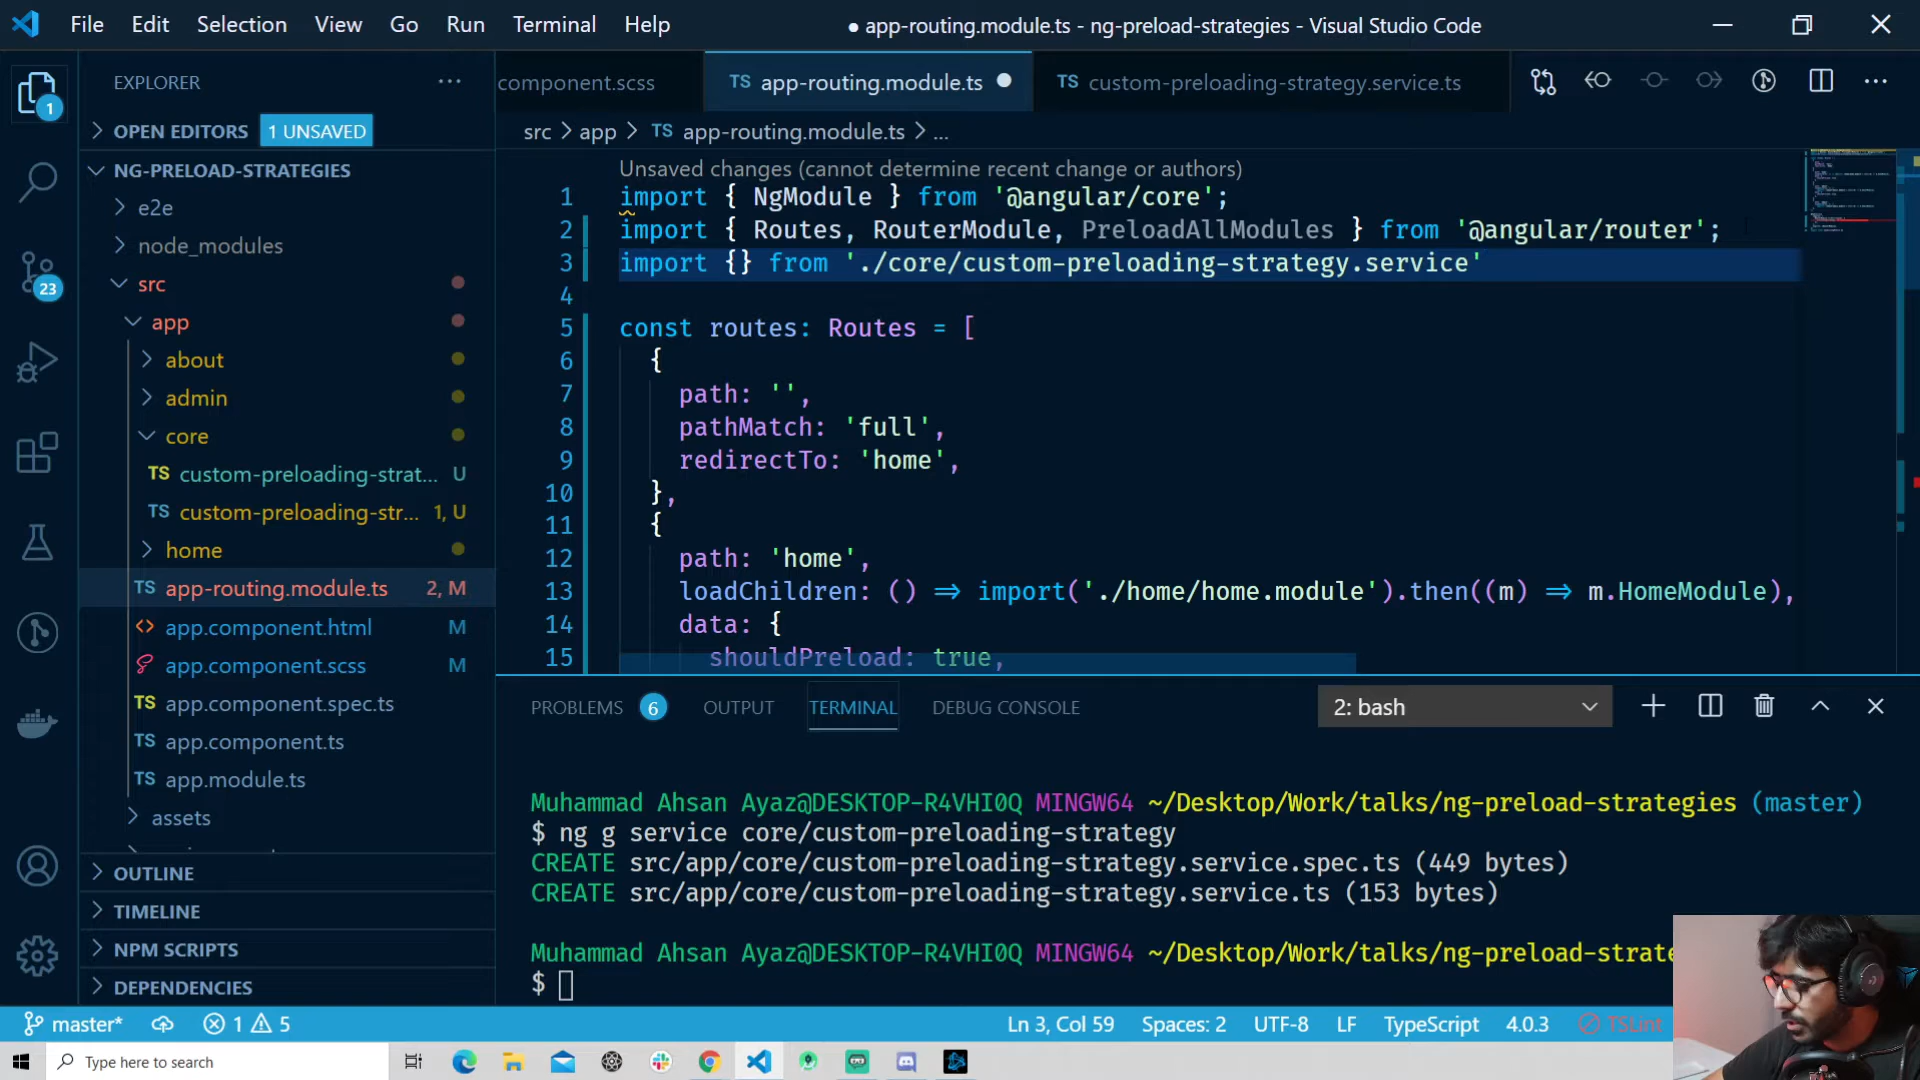 File Edit Selection View Go Run Terminal Help
● app-routing.module.ts - ng-preload-strategies - Visual Studio Code
EXPLORER
component.scss
TS app-routing.module.ts
TS custom-preloading-strategy.service.ts
OPEN EDITORS 1 UNSAVED
src > app > TS app-routing.module.ts > ...
NG-PRELOAD-STRATEGIES
e2e
node_modules
src
app
about
admin
core
TS custom-preloading-strat... U
TS custom-preloading-str... 1, U
home
TS app-routing.module.ts 2, M
app.component.html M
app.component.scss M
TS app.component.spec.ts
TS app.component.ts
TS app.module.ts
assets
OUTLINE
TIMELINE
NPM SCRIPTS
DEPENDENCIES
1
23
Unsaved changes (cannot determine recent change or authors)
1 import { NgModule } from '@angular/core';
2 import { Routes, RouterModule, PreloadAllModules } from '@angular/router';
3 import {} from './core/custom-preloading-strategy.service'
4
5 const routes: Routes = [
6 {
7 path: '',
8 pathMatch: 'full',
9 redirectTo: 'home',
10 },
11 {
12 path: 'home',
13 loadChildren: () => import('./home/home.module').then((m) => m.HomeModule),
14 data: {
15 shouldPreload: true,
PROBLEMS 6 OUTPUT TERMINAL DEBUG CONSOLE
2: bash
Muhammad Ahsan Ayaz@DESKTOP-R4VHI0Q MINGW64 ~/Desktop/Work/talks/ng-preload-strategies (master)
$ ng g service core/custom-preloading-strategy
CREATE src/app/core/custom-preloading-strategy.service.spec.ts (449 bytes)
CREATE src/app/core/custom-preloading-strategy.service.ts (153 bytes)
Muhammad Ahsan Ayaz@DESKTOP-R4VHI0Q MINGW64 ~/Desktop/Work/talks/ng-preload-strate
$
master* 1 5
Ln 3, Col 59 Spaces: 2 UTF-8 LF TypeScript 4.0.3 TSLint
Type here to search